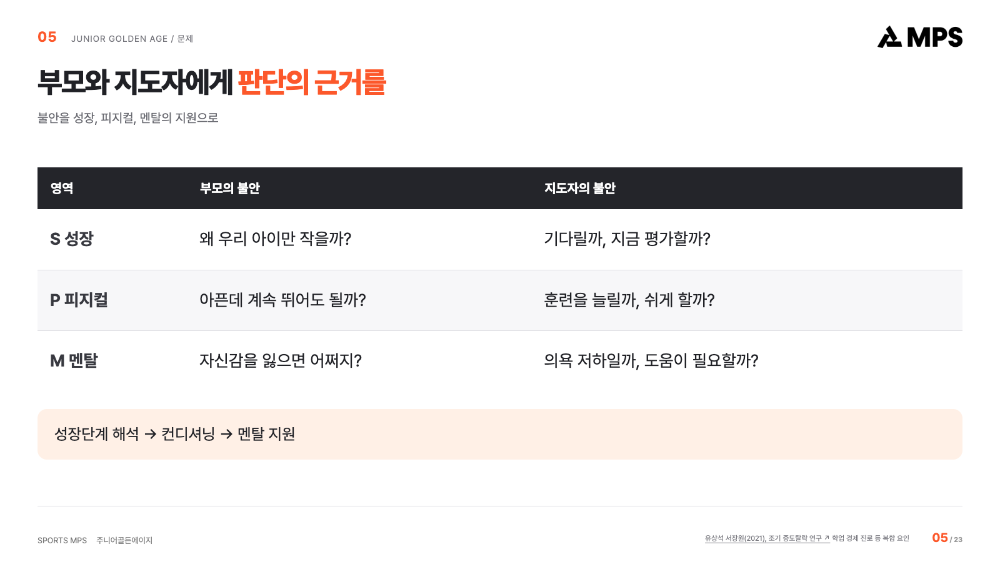 05 JUNIOR GOLDEN AGE / 문제
MPS
부모와 지도자에게 판단의 근거를
불안을 성장, 피지컬, 멘탈의 지원으로
영역 부모의 불안 지도자의 불안
S 성장 왜 우리 아이만 작을까? 기다릴까, 지금 평가할까?
P 피지컬 아픈데 계속 뛰어도 될까? 훈련을 늘릴까, 쉬게 할까?
M 멘탈 자신감을 잃으면 어쩌지? 의욕 저하일까, 도움이 필요할까?
성장단계 해석 → 컨디셔닝 → 멘탈 지원
SPORTS MPS 주니어골든에이지
유상석 서장원(2021), 조기 중도탈락 연구 ↗ 학업 경제 진로 등 복합 요인
05 / 23